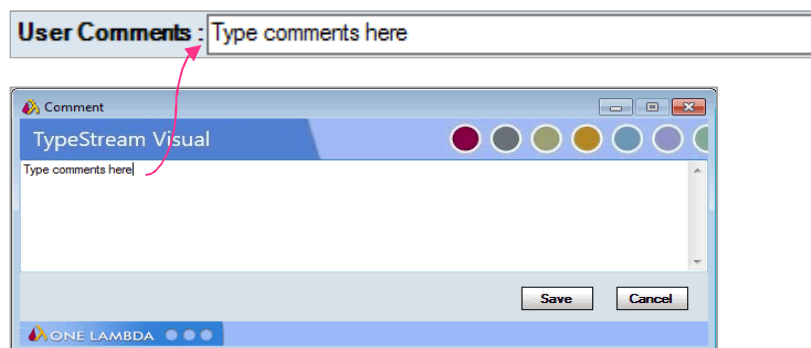 User Comments : Type comments here
Comment
TypeStream Visual
Type comments here
Save Cancel
ONE LAMBDA